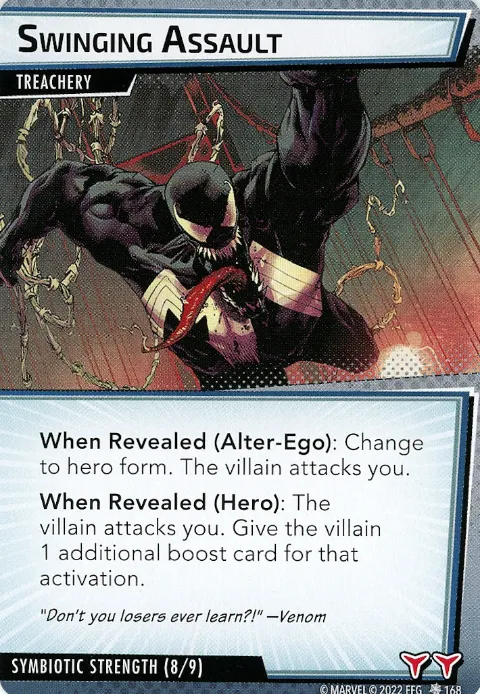 SWINGING ASSAULT
TREACHERY
When Revealed (Alter-Ego): Change
to hero form. The villain attacks you.
When Revealed (Hero): The
villain attacks you. Give the villain
1 additional boost card for that
activation.
"Don't you losers ever learn?!" —Venom
SYMBIOTIC STRENGTH (8/9)
© MARVEL © 2022 FFG 168